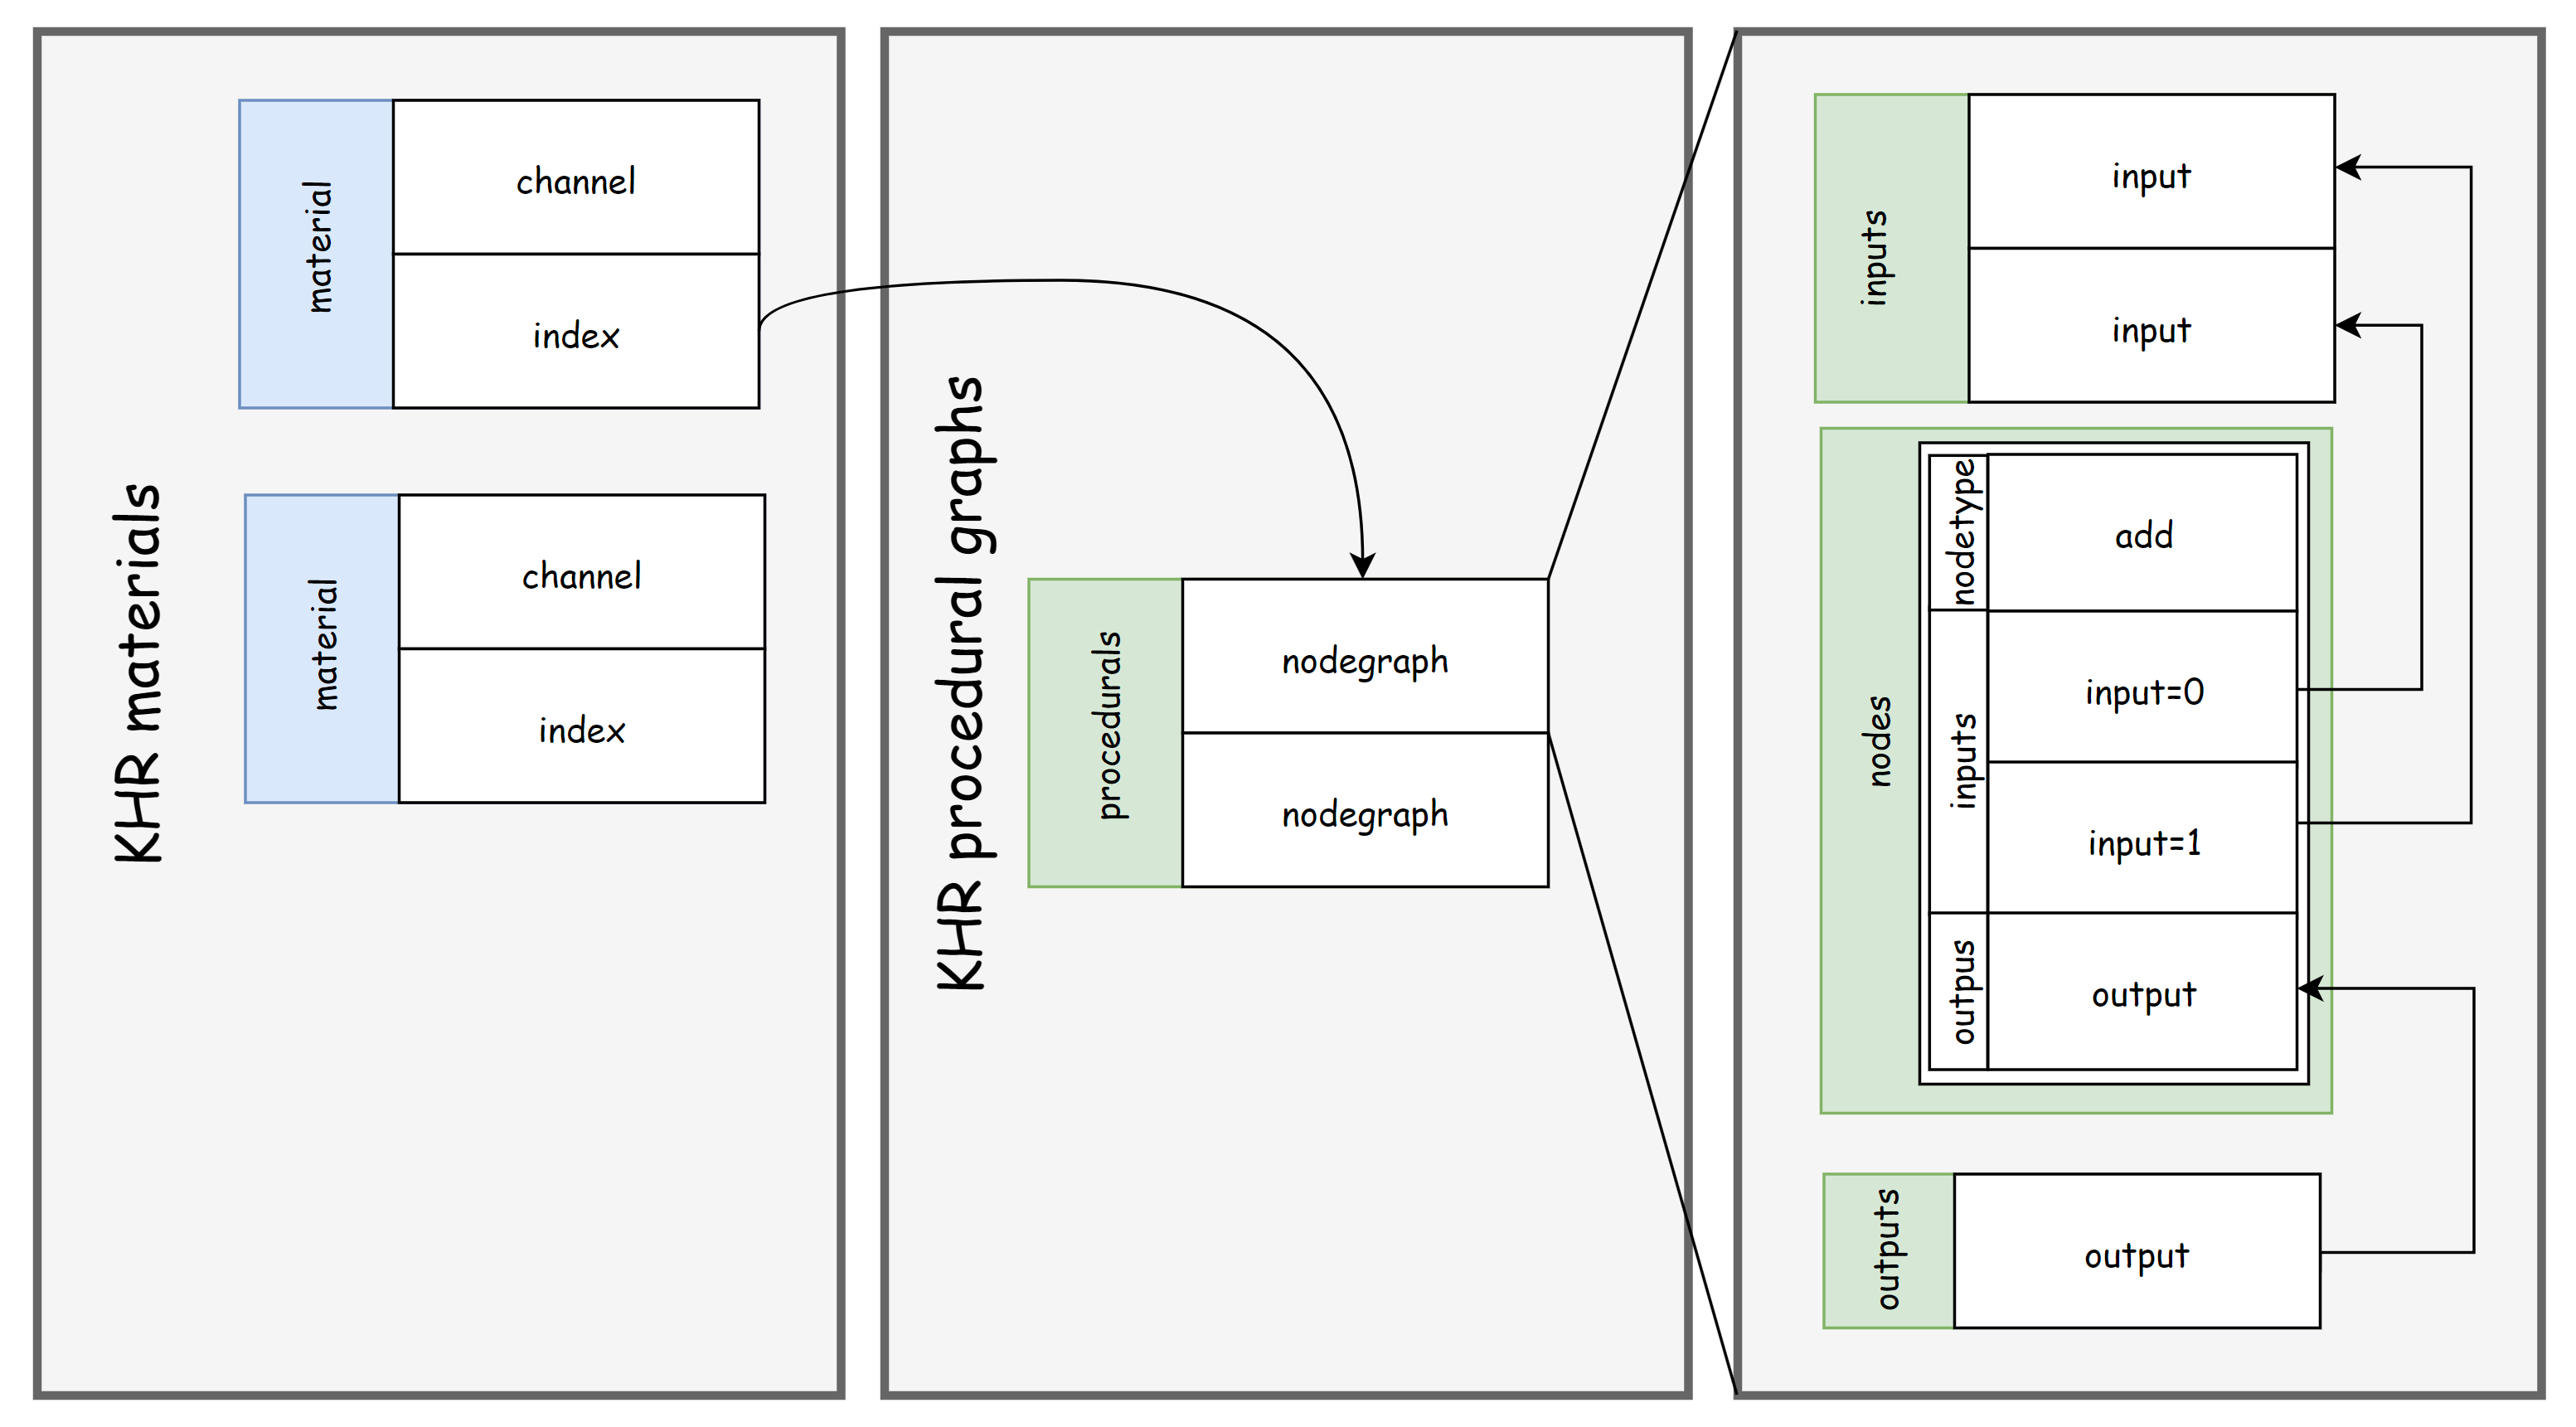 KHR materials
material
channel
index
material
channel
index
KHR procedural graphs
procedurals
nodegraph
nodegraph
inputs
input
input
nodes
nodetype
add
inputs
input=0
input=1
outpus
output
outputs
output